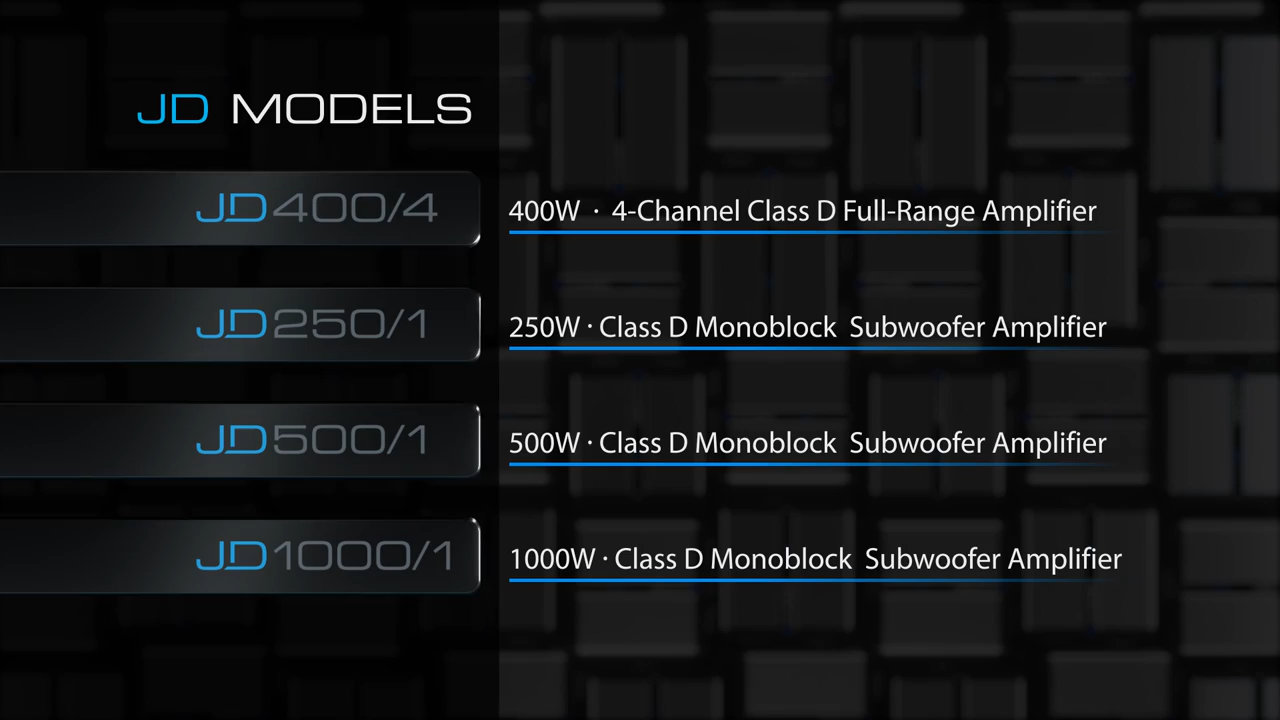 JD MODELS
JD400/4
400W · 4-Channel Class D Full-Range Amplifier
JD250/1
250W · Class D Monoblock Subwoofer Amplifier
JD500/1
500W · Class D Monoblock Subwoofer Amplifier
JD1000/1
1000W · Class D Monoblock Subwoofer Amplifier